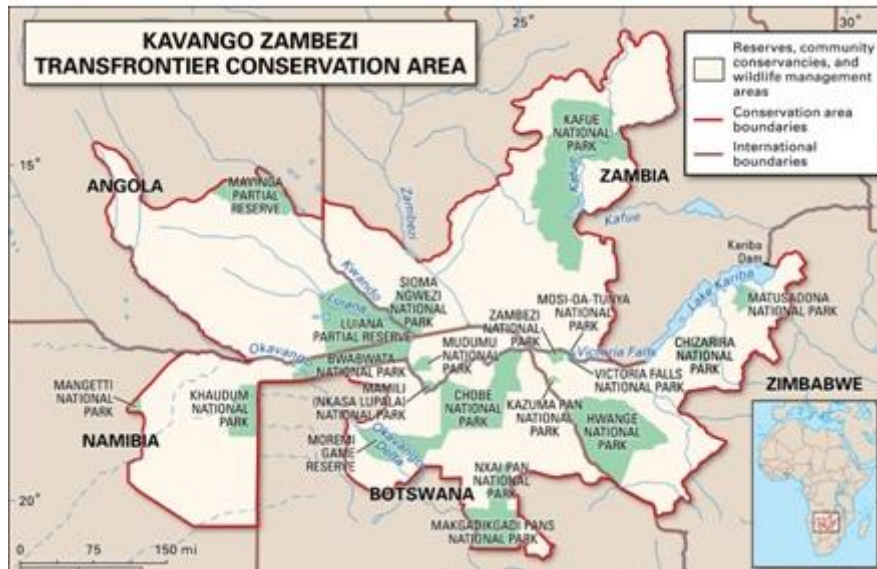 KAVANGO ZAMBEZI
TRANSFRONTIER CONSERVATION AREA
25°
30°
Reserves, community
conservancies, and
wildlife management
areas
Conservation area
boundaries
International
boundaries
15°
ANGOLA
MAVINGA
PARTIAL
RESERVE
Zambezi
KAFUE
NATIONAL
PARK
Kafue
ZAMBIA
Kafue
Kariba
Dam
Lake Kariba
MATUSADONA
NATIONAL PARK
Kwando
SIOMA
NGWEZI
NATIONAL
PARK
Luiana
LUIANA
PARTIAL RESERVE
MOSI-OA-TUNYA
NATIONAL
PARK
ZAMBEZI
NATIONAL
PARK
Okavango
BWABWATA
NATIONAL PARK
MUDUMU
NATIONAL
PARK
Victoria Falls
VICTORIA FALLS
NATIONAL PARK
CHIZARIRA
NATIONAL
PARK
ZIMBABWE
MANGETTI
NATIONAL
PARK
KHAUDUM
NATIONAL
PARK
MAMILI
(NKASA LUPALA)
NATIONAL PARK
CHOBE
NATIONAL
PARK
KAZUMA PAN
NATIONAL
PARK
HWANGE
NATIONAL
PARK
NAMIBIA
MOREMI
GAME
RESERVE
Okavango
Delta
NXAI PAN
NATIONAL
PARK
BOTSWANA
20°
MAKGADIKGADI PANS
NATIONAL PARK
0 75 150 mi